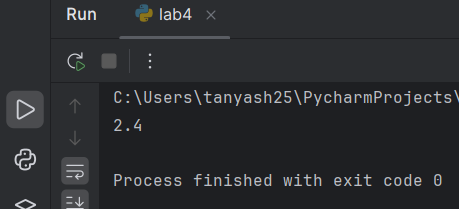 Run lab4
C:\Users\tanyash25\PycharmProjects\
2.4
Process finished with exit code 0